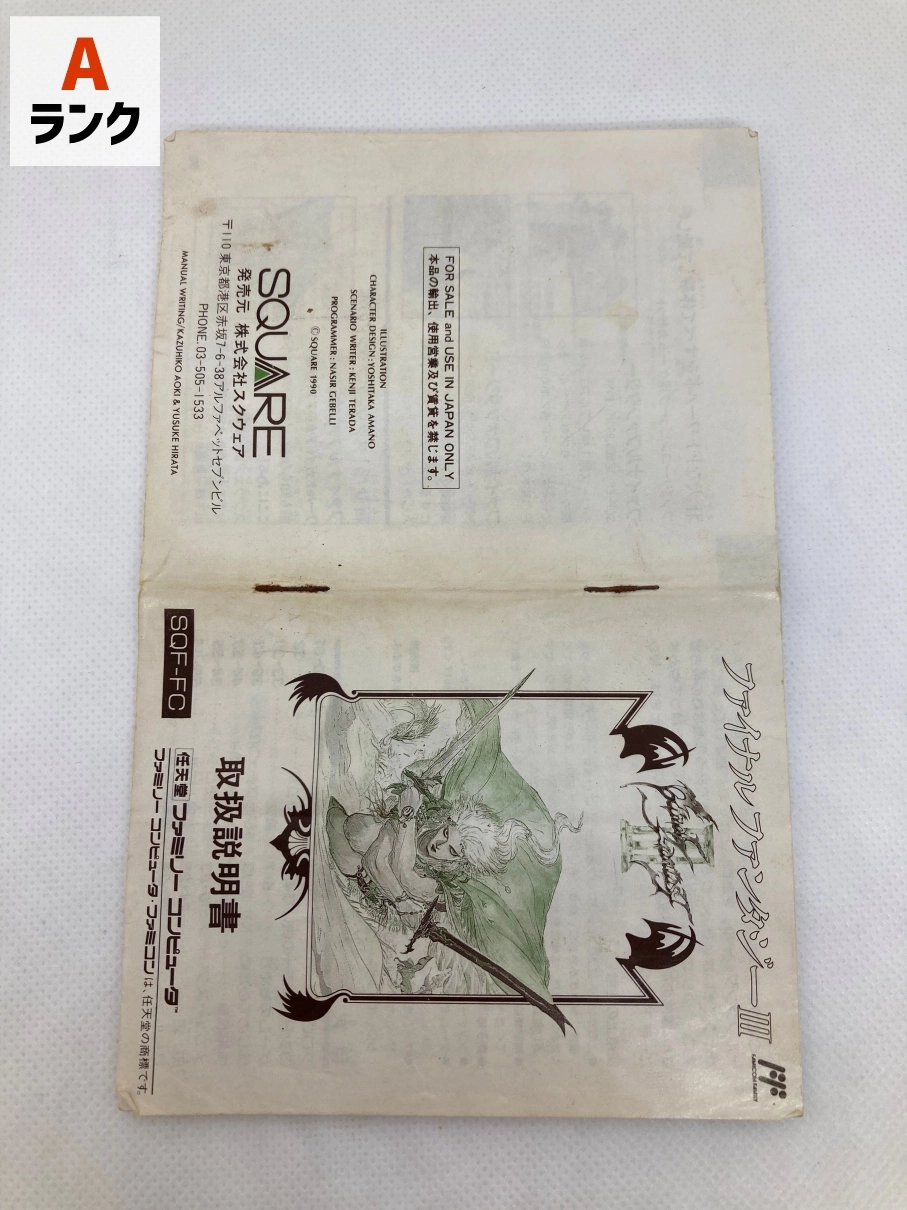 A
ランク
FOR SALE and USE IN JAPAN ONLY
本品の輸出、使用営業及び賃貸を禁じます。
ILLUSTRATION
CHARACTER DESIGN:YOSHITAKA AMANO
SCENARIO WRITER:KENJI TERADA
PROGRAMMER:NASIR GEBELLI
©SQUARE 1990
SQUARE
発売元 株式会社スクウェア
〒110 東京都港区赤坂7-6-38アルファベットセブンビル
PHONE.03-505-1533
MANUAL WRITING/KAZUHIKO AOKI & YUSUKE HIRATA
ファイナルファンタジーIII
FAMICOM FAMILY
FINAL FANTASY III
取扱説明書
任天堂 ファミリー コンピュータ™
ファミリー コンピュータ・ファミコンは、任天堂の商標です。
SQF-FC